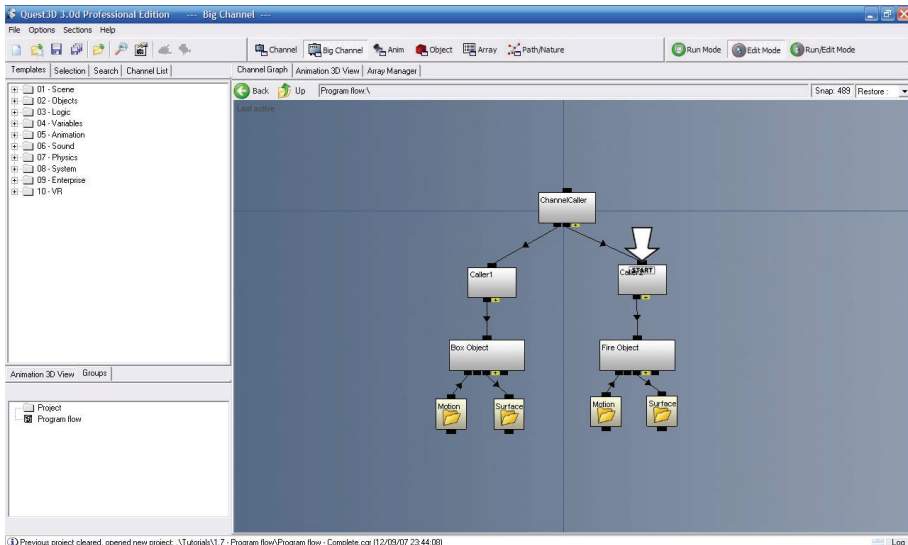 Quest3D 3.0d Professional Edition --- Big Channel ---
File Options Sections Help
Channel Big Channel Anim Object Array Path/Nature Run Mode Edit Mode Run/Edit Mode
Templates Selection Search Channel List
Channel Graph Animation 3D View Array Manager
Back Up Program flow:\ Snap: 489 Restore :
Last active
01 - Scene
02 - Objects
03 - Logic
04 - Variables
05 - Animation
06 - Sound
07 - Physics
08 - System
09 - Enterprise
10 - VR
ChannelCaller
Caller1
START
Box Object
Fire Object
Motion
Surface
Motion
Surface
Animation 3D View Groups
Project
Program flow
Previous project cleared, opened new project: ..\Tutorials\1.7 - Program flow\Program flow - Complete.cgr (12/09/07 23:44:08)
Log